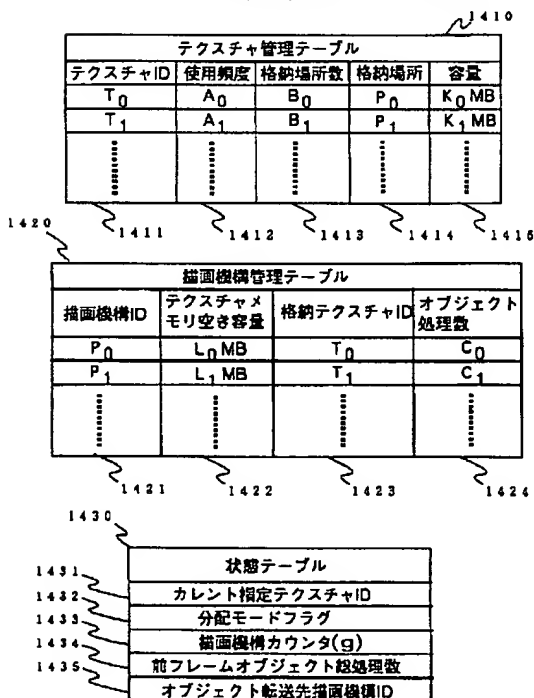 1410
テクスチャ管理テーブル
テクスチャID 使用頻度 格納場所数 格納場所 容量
T0 A0 B0 P0 K0 MB
T1 A1 B1 P1 K1 MB
1411 1412 1413 1414 1415
1420
描画機構管理テーブル
描画機構ID テクスチャメモリ空き容量 格納テクスチャID オブジェクト処理数
P0 L0 MB T0 C0
P1 L1 MB T1 C1
1421 1422 1423 1424
1430
状態テーブル
1431 カレント指定テクスチャID
1432 分配モードフラグ
1433 描画機構カウンタ(g)
1434 前フレームオブジェクト総処理数
1435 オブジェクト転送先描画機構ID